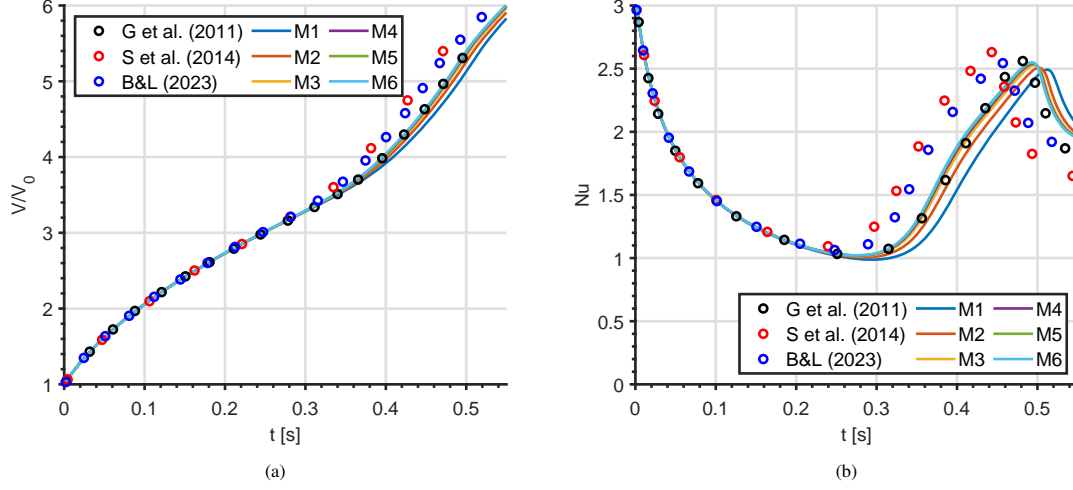 6
5
4
3
2
1
V/V0
G et al. (2011)
S et al. (2014)
B&L (2023)
M1
M2
M3
M4
M5
M6
0 0.1 0.2 0.3 0.4 0.5
t [s]
(a)
3
2.5
2
1.5
1
0.5
0
Nu
G et al. (2011)
S et al. (2014)
B&L (2023)
M1
M2
M3
M4
M5
M6
0 0.1 0.2 0.3 0.4 0.5
t [s]
(b)